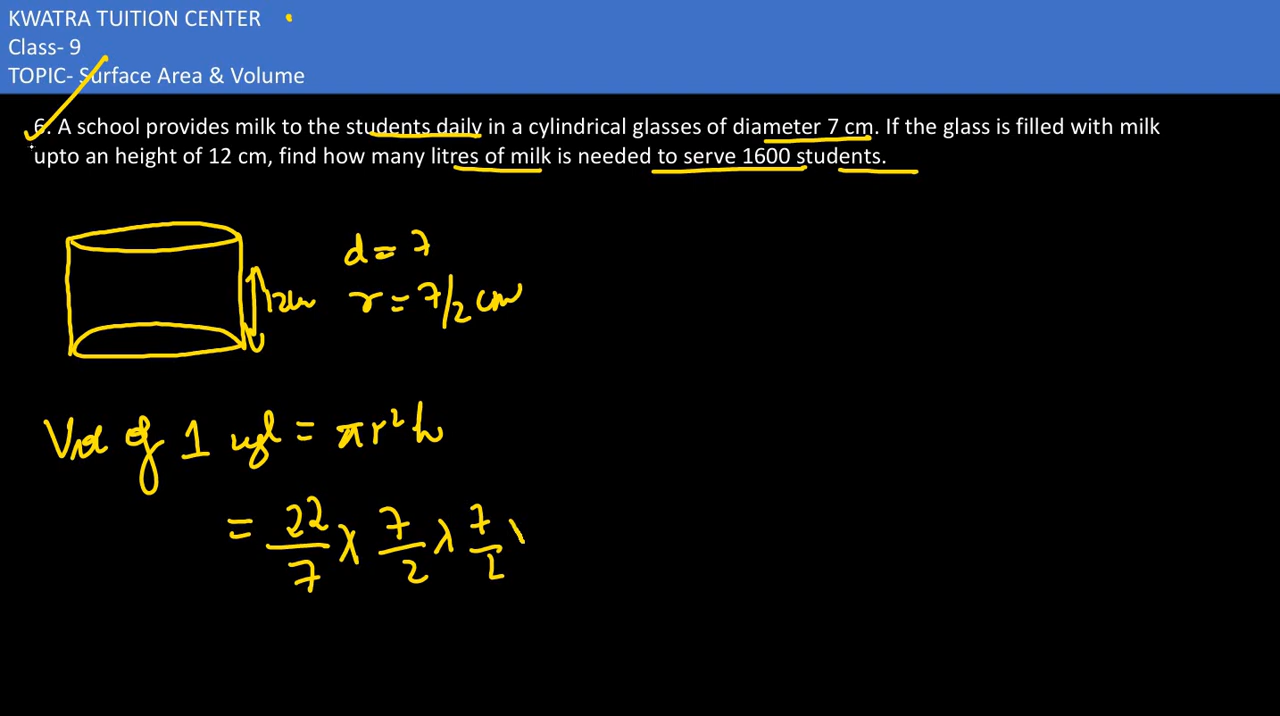 KWATRA TUITION CENTER
Class- 9
TOPIC- Surface Area & Volume
6. A school provides milk to the students daily in a cylindrical glasses of diameter 7 cm. If the glass is filled with milk
upto an height of 12 cm, find how many litres of milk is needed to serve 1600 students.
d = 7
12cm
r = 7/2 cm
Vol of 1 cyl = πr²h
= 22/7 × 7/2 × 7/2